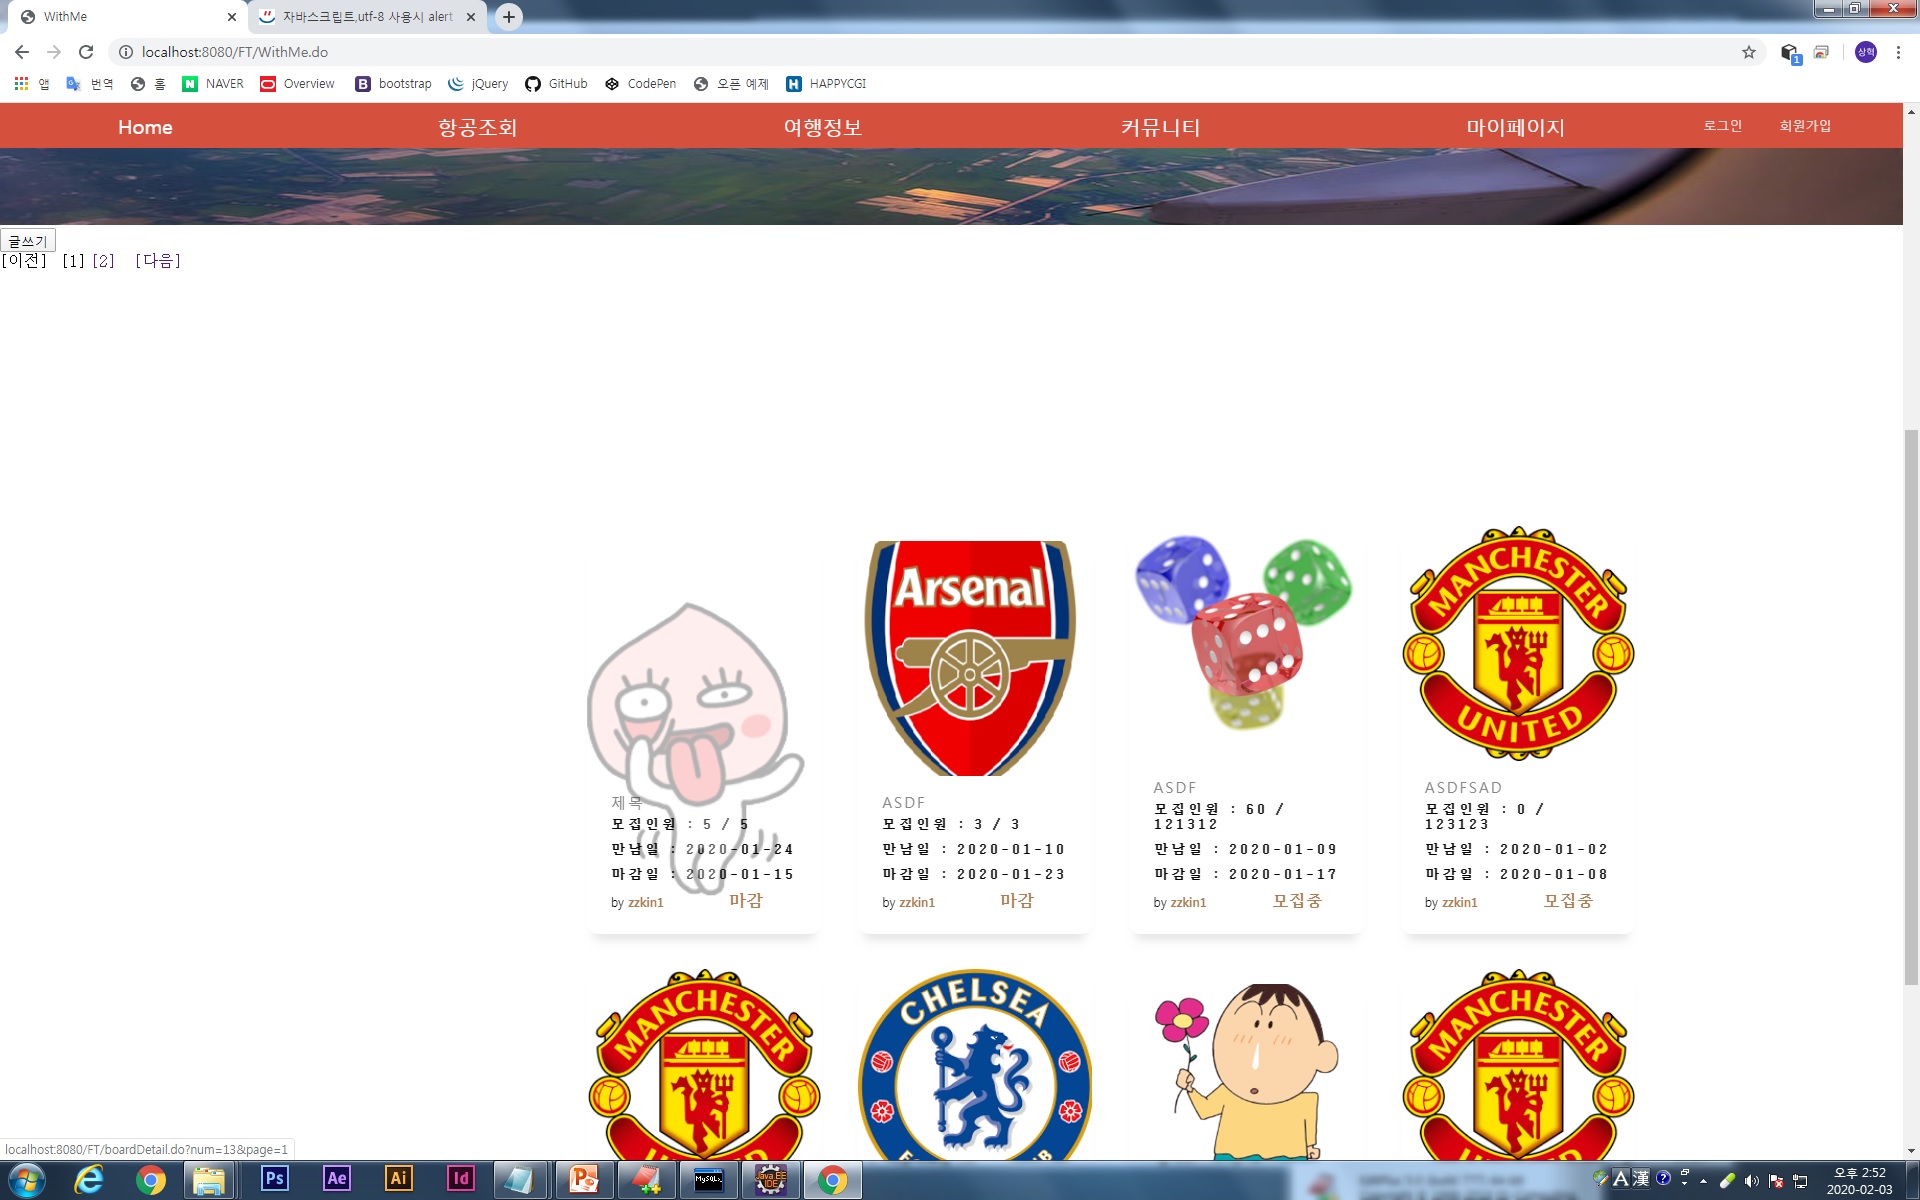 WithMe
자바스크립트,utf-8 사용시 alert
localhost:8080/FT/WithMe.do
상혁
1
앱 번역 홈 NAVER Overview bootstrap jQuery GitHub CodePen 오픈 예제 HAPPYCGI
Home 항공조회 여행정보 커뮤니티 마이페이지 로그인 회원가입
글쓰기
[이전] [1] [2] [다음]
Arsenal
MANCHESTER
UNITED
제목
모집인원 : 5 / 5
만남일 : 2020-01-24
마감일 : 2020-01-15
by zzkin1 마감
ASDF
모집인원 : 3 / 3
만남일 : 2020-01-10
마감일 : 2020-01-23
by zzkin1 마감
ASDF
모집인원 : 60 /
121312
만남일 : 2020-01-09
마감일 : 2020-01-17
by zzkin1 모집중
ASDFSAD
모집인원 : 0 /
123123
만남일 : 2020-01-02
마감일 : 2020-01-08
by zzkin1 모집중
MANCHESTER
CHELSEA
MANCHESTER
localhost:8080/FT/boardDetail.do?num=13&page=1
Ps Ae Ai Id
MySQL
Java EE
IDE
A 漢
오후 2:52
2020-02-03